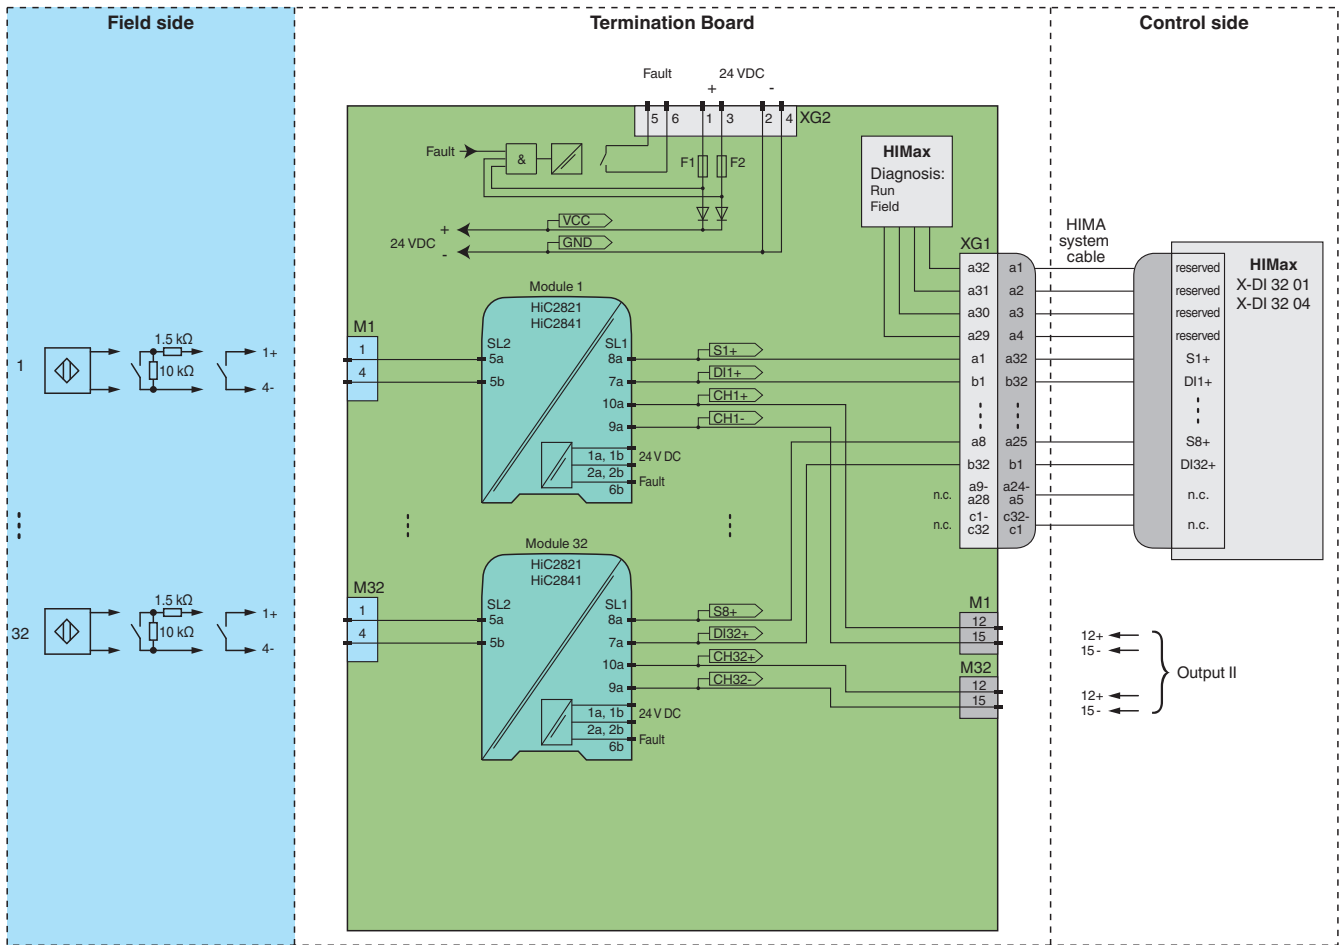 Field side
Termination Board
Control side
Fault
24 VDC
+
-
5
6
1
3
2
4
XG2
Fault
&
F1
F2
HIMax
Diagnosis:
Run
Field
VCC
GND
+
24 VDC
-
HIMA
system
cable
XG1
HIMax
X-DI 32 01
X-DI 32 04
a32 a1 reserved
a31 a2 reserved
a30 a3 reserved
a29 a4 reserved
a1 a32 S1+
b1 b32 DI1+
a8 a25 S8+
b32 b1 DI32+
n.c. a9-a28 a24-a5 n.c.
n.c. c1-c32 c32-c1 n.c.
Module 1
HiC2821
HiC2841
M1
1
4
SL2
5a
5b
SL1
8a
7a
10a
9a
S1+
DI1+
CH1+
CH1-
1a, 1b
2a, 2b
6b
24 V DC
Fault
1
1.5 kΩ
10 kΩ
1+
4-
Module 32
HiC2821
HiC2841
M32
1
4
SL2
5a
5b
SL1
8a
7a
10a
9a
S8+
DI32+
CH32+
CH32-
1a, 1b
2a, 2b
6b
24 V DC
Fault
32
1.5 kΩ
10 kΩ
1+
4-
M1
12
15
M32
12
15
12+
15-
12+
15-
Output II